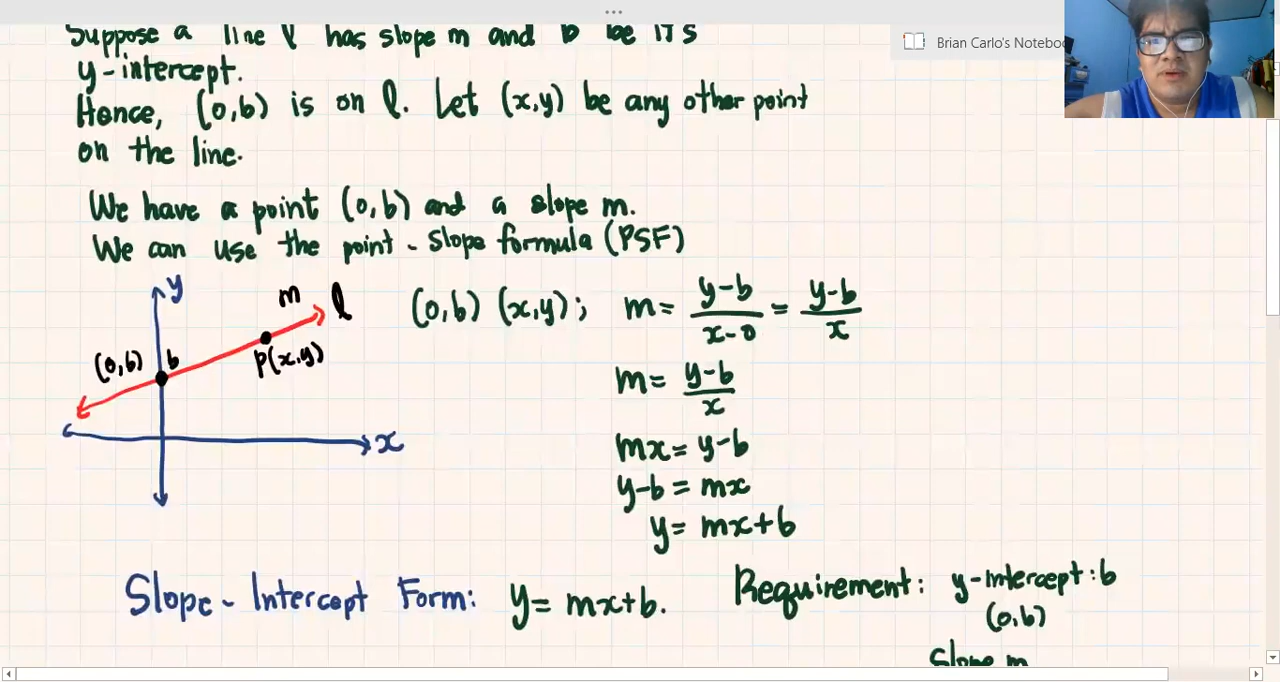 Suppose a line l has slope m and b be its
y-intercept.
Hence, (0,b) is on l. Let (x,y) be any other point
on the line.
We have a point (0,b) and a slope m.
We can use the point-slope formula (PSF)
y
m l
(0,b) b
P(x,y)
x
(0,b) (x,y); m = y-b / x-0 = y-b / x
m = y-b / x
mx = y-b
y-b = mx
y = mx+b
Slope-Intercept Form: y = mx+b.
Requirement: y-intercept: b
(0,b)
Slope m
Brian Carlo's Noteboo